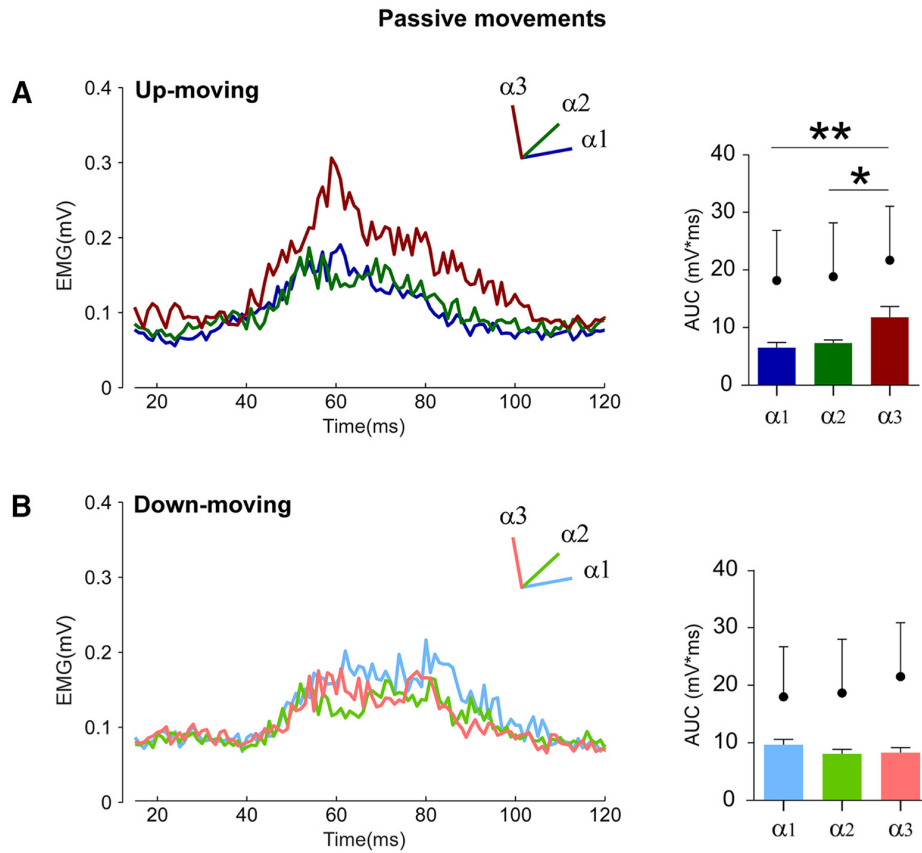 Passive movements
A
Up-moving
EMG(mV)
0.4
0.3
0.2
0.1
0
20 40 60 80 100 120
Time(ms)
α3
α2
α1
AUC (mV*ms)
40
30
20
10
0
**
*
α1 α2 α3
B
Down-moving
EMG(mV)
0.4
0.3
0.2
0.1
0
20 40 60 80 100 120
Time(ms)
α3
α2
α1
AUC (mV*ms)
40
30
20
10
0
α1 α2 α3